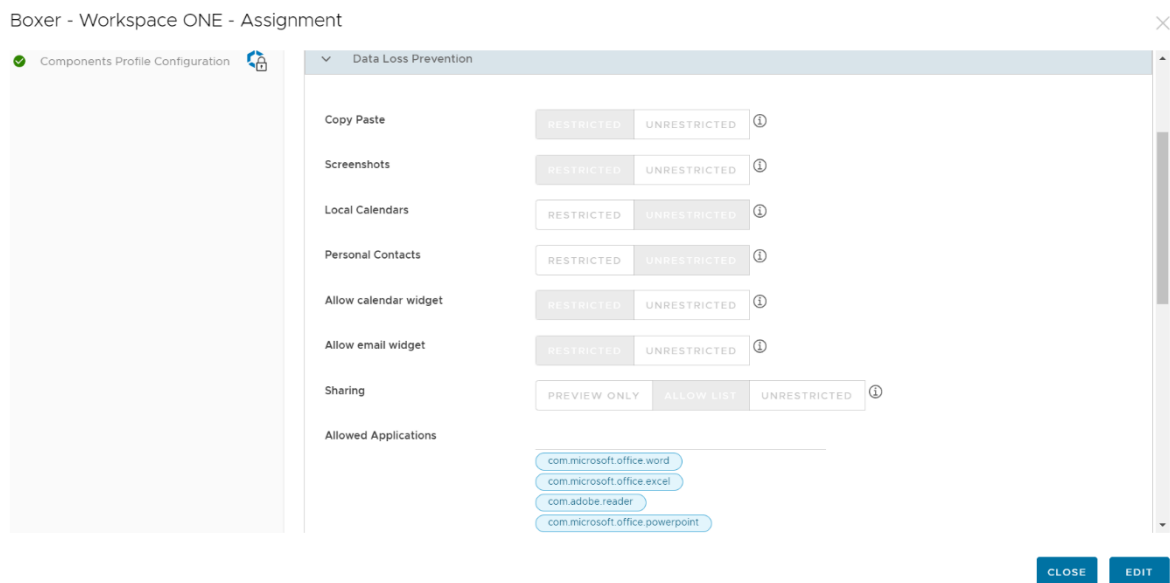 Boxer - Workspace ONE - Assignment
Components Profile Configuration
Data Loss Prevention
Copy Paste RESTRICTED UNRESTRICTED
Screenshots RESTRICTED UNRESTRICTED
Local Calendars RESTRICTED UNRESTRICTED
Personal Contacts RESTRICTED UNRESTRICTED
Allow calendar widget RESTRICTED UNRESTRICTED
Allow email widget RESTRICTED UNRESTRICTED
Sharing PREVIEW ONLY ALLOW LIST UNRESTRICTED
Allowed Applications
com.microsoft.office.word
com.microsoft.office.excel
com.adobe.reader
com.microsoft.office.powerpoint
CLOSE EDIT